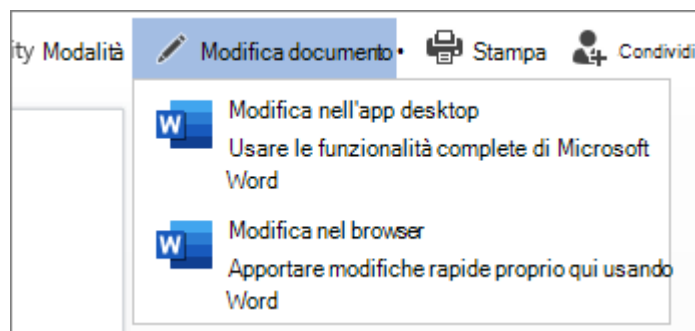 ity Modalità Modifica documento Stampa Condividi
Modifica nell'app desktop
Usare le funzionalità complete di Microsoft
Word
Modifica nel browser
Apportare modifiche rapide proprio qui usando
Word